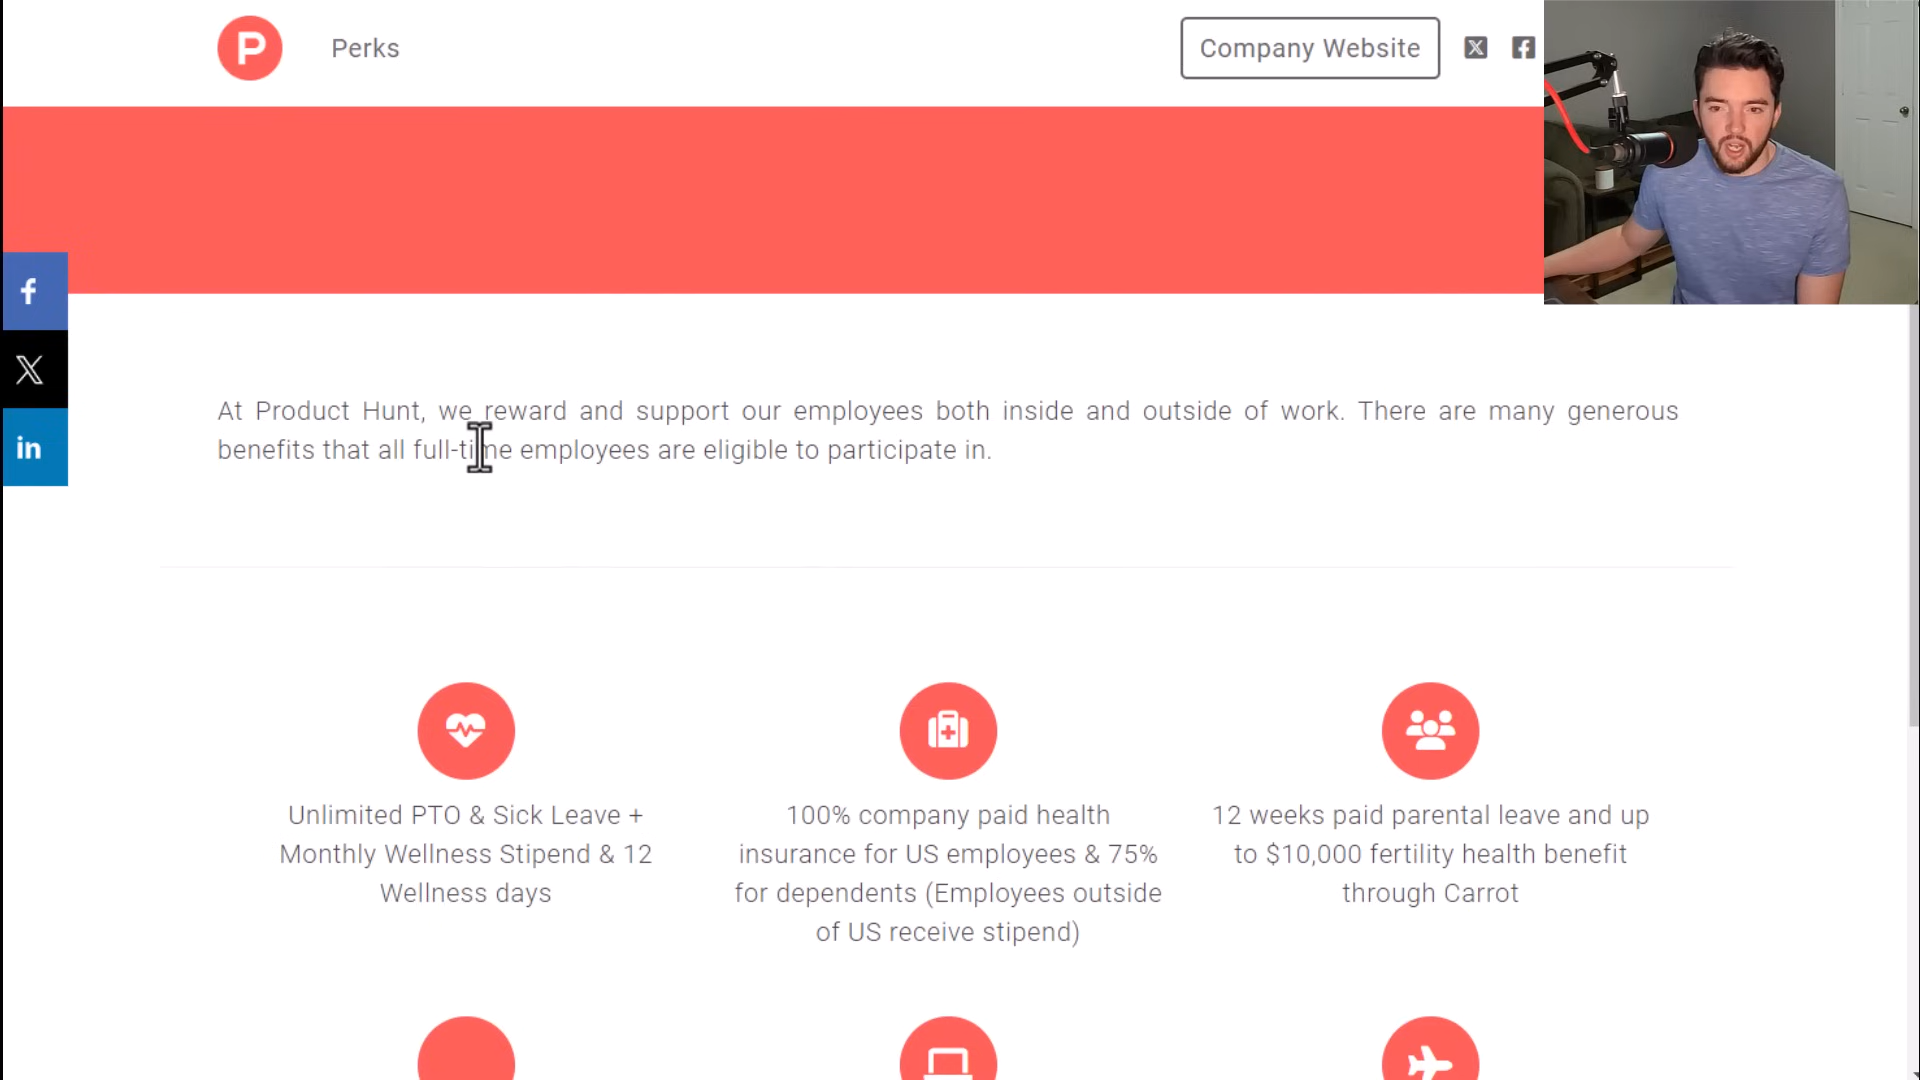 P
Perks
Company Website
At Product Hunt, we reward and support our employees both inside and outside of work. There are many generous
benefits that all full-time employees are eligible to participate in.
Unlimited PTO & Sick Leave +
Monthly Wellness Stipend & 12
Wellness days
100% company paid health
insurance for US employees & 75%
for dependents (Employees outside
of US receive stipend)
12 weeks paid parental leave and up
to $10,000 fertility health benefit
through Carrot